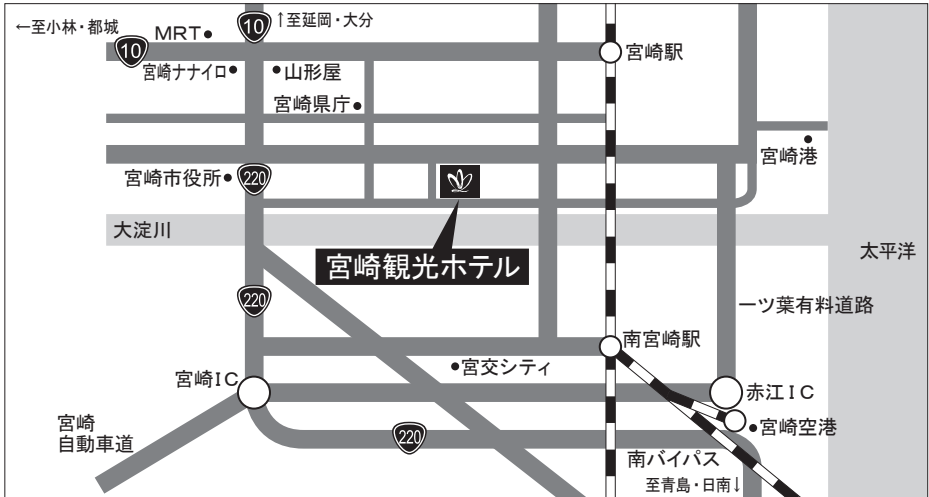 ←至小林・都城
10
↑至延岡・大分
10
MRT
宮崎駅
宮崎ナナイロ
山形屋
宮崎県庁
宮崎港
宮崎市役所
220
大淀川
宮崎観光ホテル
太平洋
220
一ツ葉有料道路
南宮崎駅
宮交シティ
宮崎IC
赤江IC
宮崎
自動車道
220
宮崎空港
南バイパス
至青島・日南↓